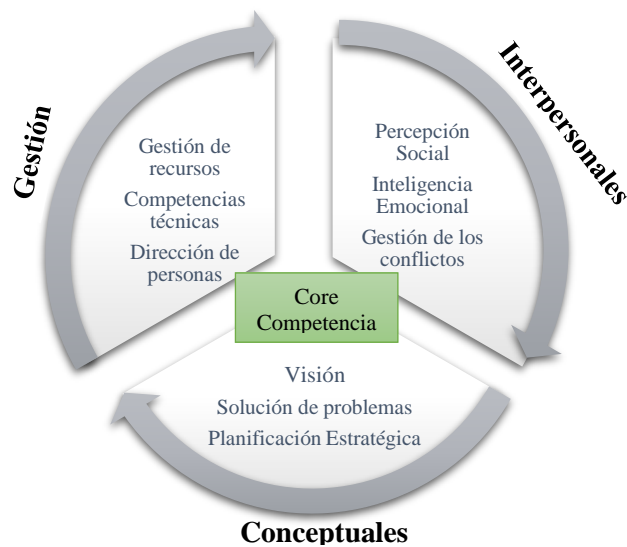 Gestión
Gestión de
recursos
Competencias
técnicas
Dirección de
personas
Interpersonales
Percepción
Social
Inteligencia
Emocional
Gestión de los
conflictos
Core
Competencia
Visión
Solución de problemas
Planificación Estratégica
Conceptuales